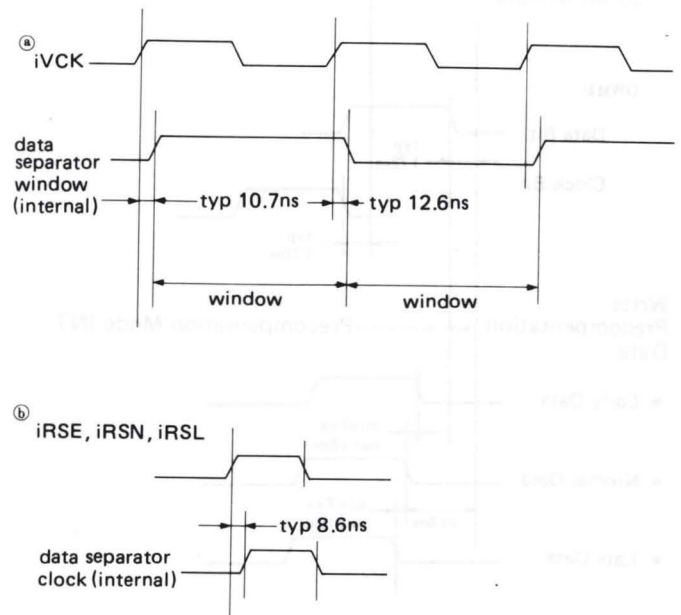 ⓐ
iVCK
data
separator
window
(internal)
typ 10.7ns
typ 12.6ns
window
window
ⓑ
iRSE, iRSN, iRSL
typ 8.6ns
data separator
clock (internal)